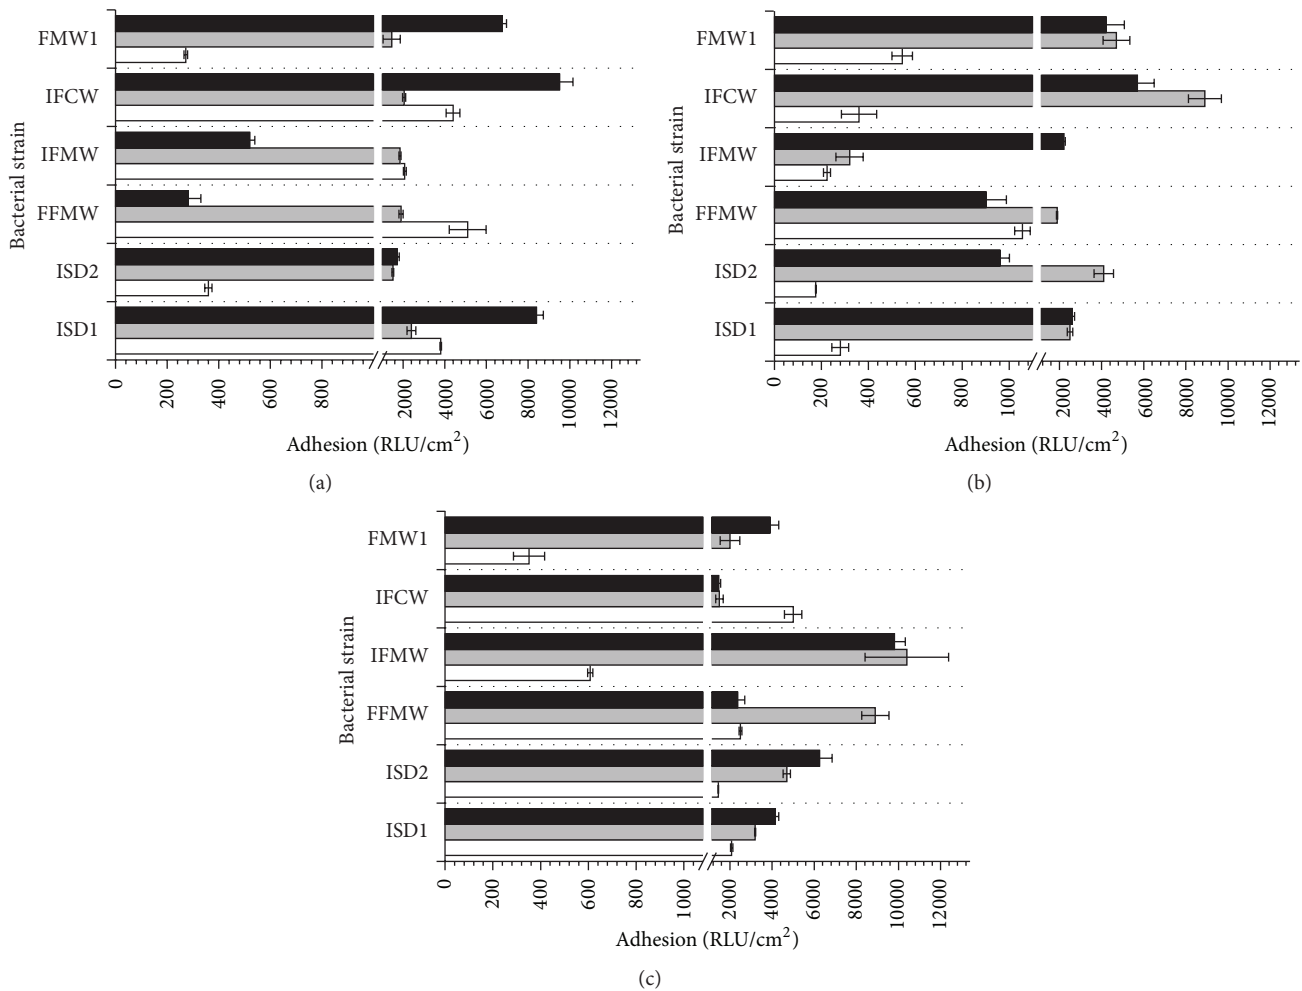 FMW1
IFCW
IFMW
FFMW
ISD2
ISD1
Bacterial strain
0
200
400
600
800
2000
4000
6000
8000
10000
12000
Adhesion (RLU/cm²)
(a)
FMW1
IFCW
IFMW
FFMW
ISD2
ISD1
Bacterial strain
0
200
400
600
800
1000
2000
4000
6000
8000
10000
12000
Adhesion (RLU/cm²)
(b)
FMW1
IFCW
IFMW
FFMW
ISD2
ISD1
Bacterial strain
0
200
400
600
800
1000
2000
4000
6000
8000
10000
12000
Adhesion (RLU/cm²)
(c)